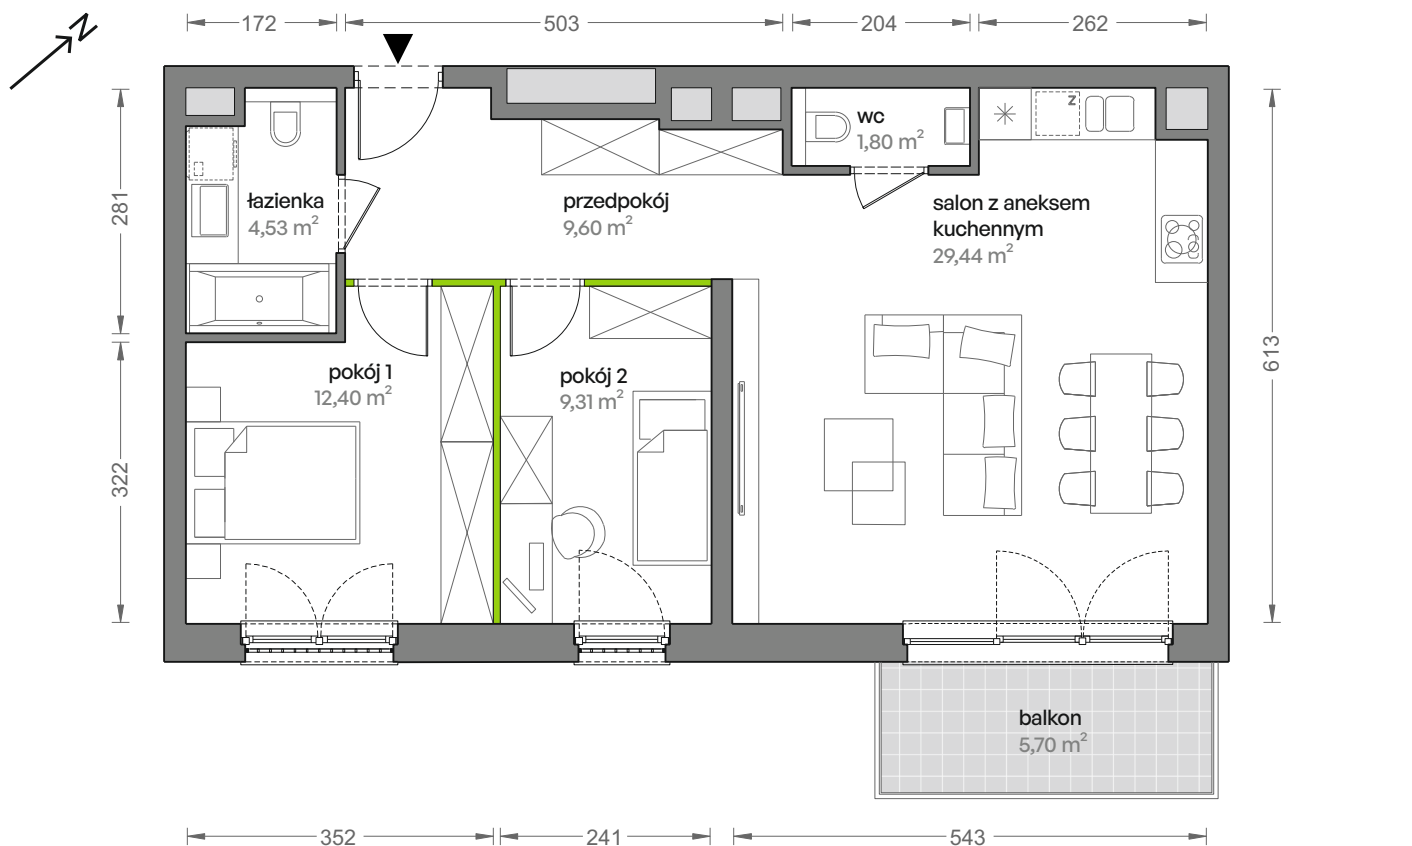 N
172
503
204
262
281
322
613
z
wc
1,80 m²
łazienka
4,53 m²
przedpokój
9,60 m²
salon z aneksem
kuchennym
29,44 m²
pokój 1
12,40 m²
pokój 2
9,31 m²
balkon
5,70 m²
352
241
543